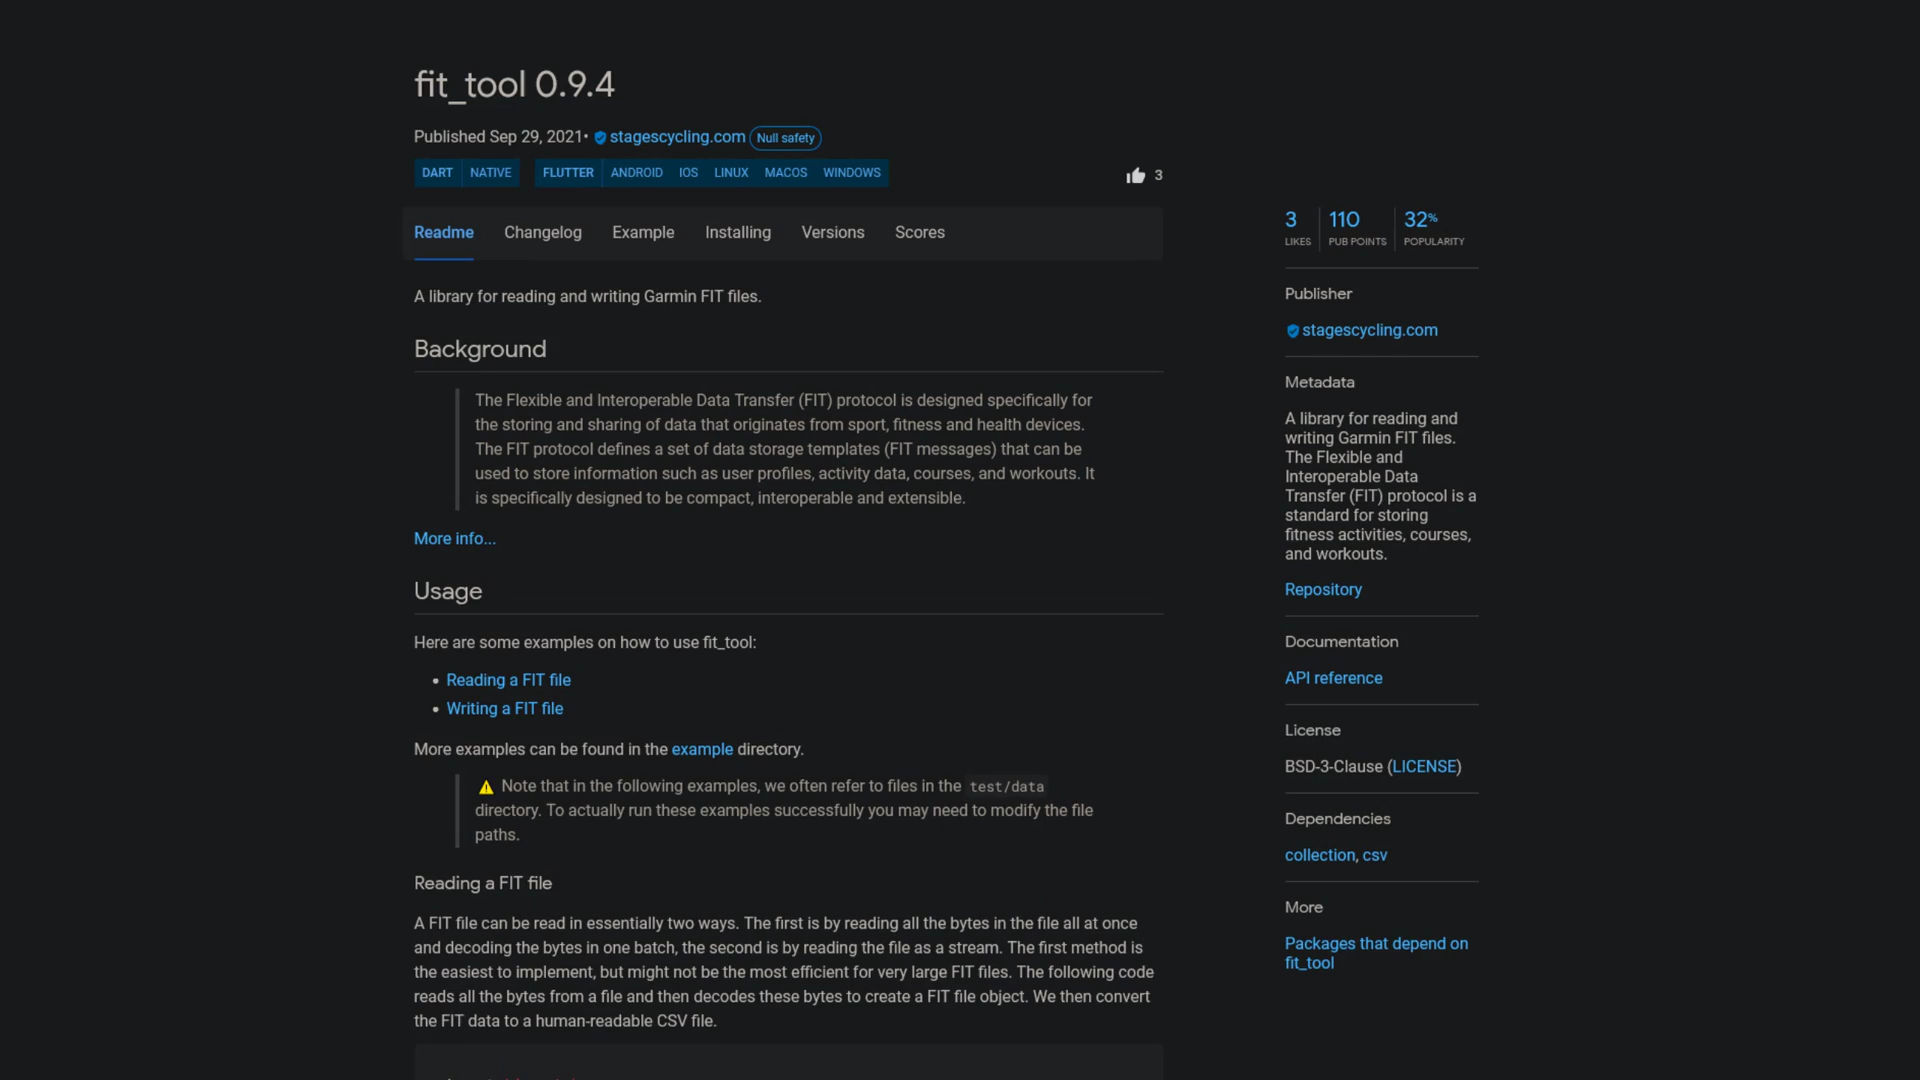 fit_tool 0.9.4
Published Sep 29, 2021• stagescycling.com Null safety
DART NATIVE FLUTTER ANDROID IOS LINUX MACOS WINDOWS
3
Readme Changelog Example Installing Versions Scores
A library for reading and writing Garmin FIT files.
Background
The Flexible and Interoperable Data Transfer (FIT) protocol is designed specifically for
the storing and sharing of data that originates from sport, fitness and health devices.
The FIT protocol defines a set of data storage templates (FIT messages) that can be
used to store information such as user profiles, activity data, courses, and workouts. It
is specifically designed to be compact, interoperable and extensible.
More info...
Usage
Here are some examples on how to use fit_tool:
• Reading a FIT file
• Writing a FIT file
More examples can be found in the example directory.
⚠️ Note that in the following examples, we often refer to files in the test/data
directory. To actually run these examples successfully you may need to modify the file
paths.
Reading a FIT file
A FIT file can be read in essentially two ways. The first is by reading all the bytes in the file all at once
and decoding the bytes in one batch, the second is by reading the file as a stream. The first method is
the easiest to implement, but might not be the most efficient for very large FIT files. The following code
reads all the bytes from a file and then decodes these bytes to create a FIT file object. We then convert
the FIT data to a human-readable CSV file.
3 110 32%
LIKES PUB POINTS POPULARITY
Publisher
stagescycling.com
Metadata
A library for reading and
writing Garmin FIT files.
The Flexible and
Interoperable Data
Transfer (FIT) protocol is a
standard for storing
fitness activities, courses,
and workouts.
Repository
Documentation
API reference
License
BSD-3-Clause (LICENSE)
Dependencies
collection, csv
More
Packages that depend on
fit_tool